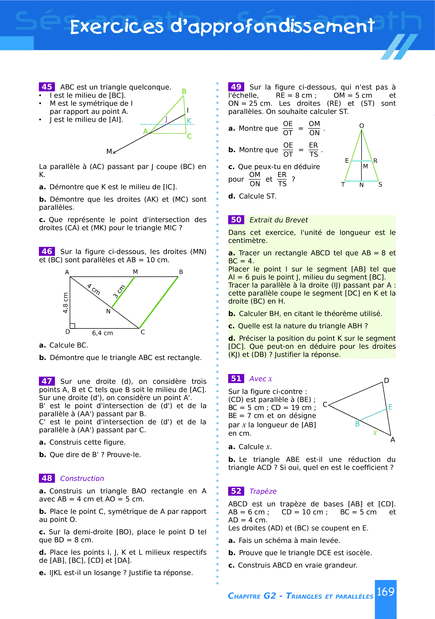 Exercices d'approfondissement
45 ABC est un triangle quelconque.
• I est le milieu de [BC].
• M est le symétrique de I
par rapport au point A.
• J est le milieu de [AI].
B
I
J
K
A
C
M
La parallèle à (AC) passant par J coupe (BC) en
K.
a. Démontre que K est le milieu de [IC].
b. Démontre que les droites (AK) et (MC) sont
parallèles.
c. Que représente le point d'intersection des
droites (CA) et (MK) pour le triangle MIC ?
46 Sur la figure ci-dessous, les droites (MN)
et (BC) sont parallèles et AB = 10 cm.
A
M
B
4 cm
3 cm
4,8 cm
N
D
6,4 cm
C
a. Calcule BC.
b. Démontre que le triangle ABC est rectangle.
47 Sur une droite (d), on considère trois
points A, B et C tels que B soit le milieu de [AC].
Sur une droite (d'), on considère un point A'.
B' est le point d'intersection de (d') et de la
parallèle à (AA') passant par B.
C' est le point d'intersection de (d') et de la
parallèle à (AA') passant par C.
a. Construis cette figure.
b. Que dire de B' ? Prouve-le.
48 Construction
a. Construis un triangle BAO rectangle en A
avec AB = 4 cm et AO = 5 cm.
b. Place le point C, symétrique de A par rapport
au point O.
c. Sur la demi-droite [BO), place le point D tel
que BD = 8 cm.
d. Place les points I, J, K et L milieux respectifs
de [AB], [BC], [CD] et [DA].
e. IJKL est-il un losange ? Justifie ta réponse.
49 Sur la figure ci-dessous, qui n'est pas à
l'échelle, RE = 8 cm ; OM = 5 cm et
ON = 25 cm. Les droites (RE) et (ST) sont
parallèles. On souhaite calculer ST.
a. Montre que OE/OT = OM/ON .
b. Montre que OE/OT = ER/TS .
c. Que peux-tu en déduire
pour OM/ON et ER/TS ?
d. Calcule ST.
O
E
R
M
T
N
S
50 Extrait du Brevet
Dans cet exercice, l'unité de longueur est le
centimètre.
a. Tracer un rectangle ABCD tel que AB = 8 et
BC = 4.
Placer le point I sur le segment [AB] tel que
AI = 6 puis le point J, milieu du segment [BC].
Tracer la parallèle à la droite (IJ) passant par A :
cette parallèle coupe le segment [DC] en K et la
droite (BC) en H.
b. Calculer BH, en citant le théorème utilisé.
c. Quelle est la nature du triangle ABH ?
d. Préciser la position du point K sur le segment
[DC]. Que peut-on en déduire pour les droites
(KJ) et (DB) ? Justifier la réponse.
51 Avec x
Sur la figure ci-contre :
(CD) est parallèle à (BE) ;
BC = 5 cm ; CD = 19 cm ;
BE = 7 cm et on désigne
par x la longueur de [AB]
en cm.
D
C
E
B
x
A
a. Calcule x.
b. Le triangle ABE est-il une réduction du
triangle ACD ? Si oui, quel en est le coefficient ?
52 Trapèze
ABCD est un trapèze de bases [AB] et [CD].
AB = 6 cm ; CD = 10 cm ; BC = 5 cm et
AD = 4 cm.
Les droites (AD) et (BC) se coupent en E.
a. Fais un schéma à main levée.
b. Prouve que le triangle DCE est isocèle.
c. Construis ABCD en vraie grandeur.
CHAPITRE G2 - TRIANGLES ET PARALLÈLES 169